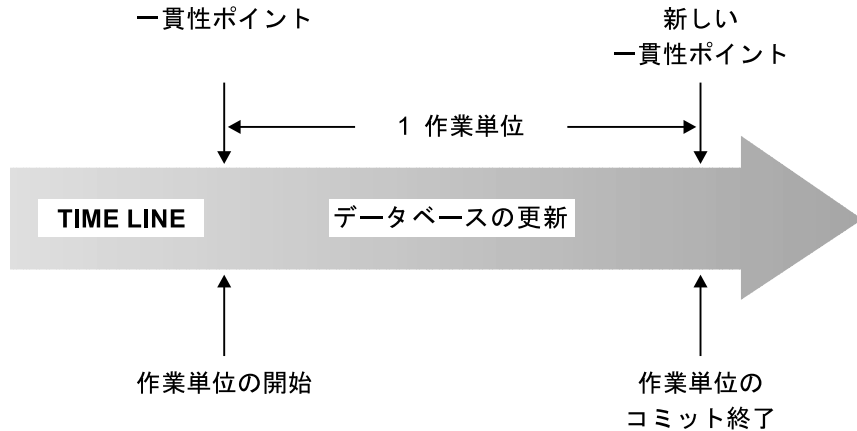 一貫性ポイント
新しい
一貫性ポイント
1 作業単位
TIME LINE
データベースの更新
作業単位の開始
作業単位の
コミット終了